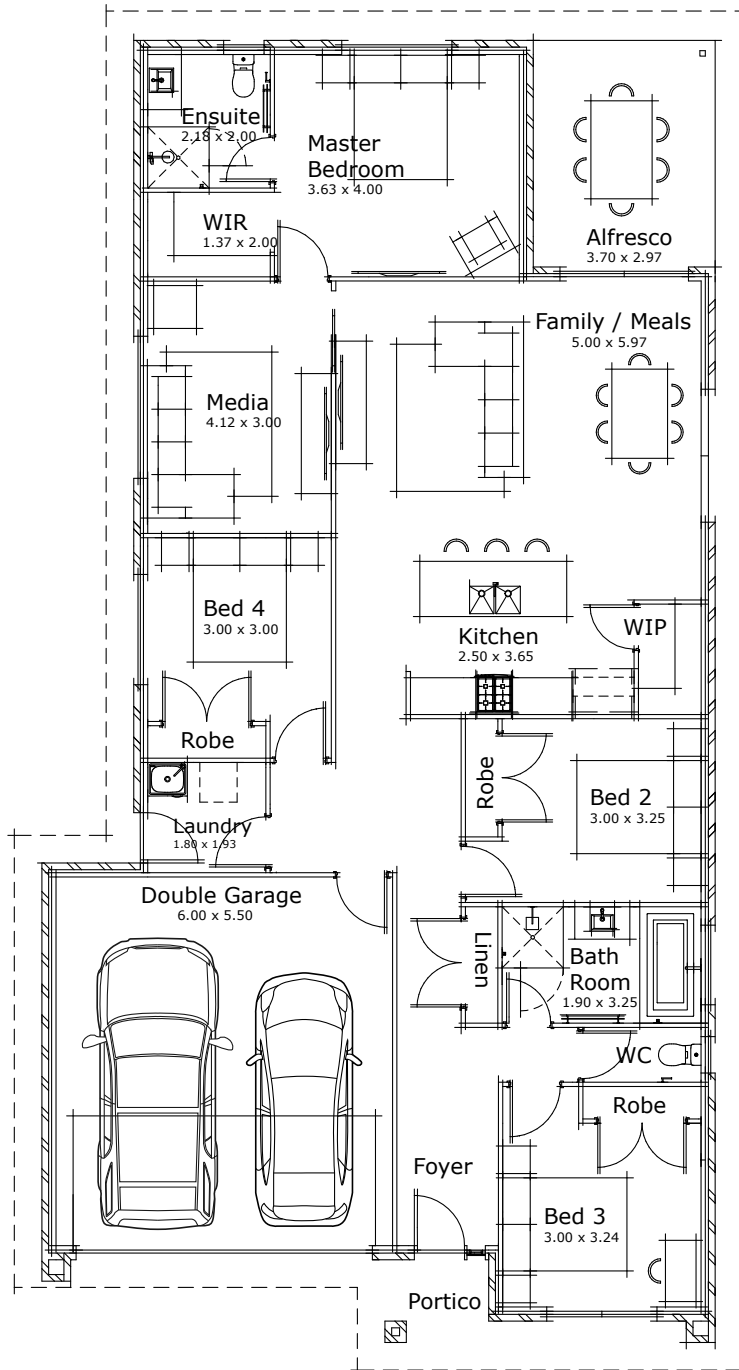 Ensuite
2.18 x 2.00
Master
Bedroom
3.63 x 4.00
WIR
1.37 x 2.00
Alfresco
3.70 x 2.97
Family / Meals
5.00 x 5.97
Media
4.12 x 3.00
Bed 4
3.00 x 3.00
Kitchen
2.50 x 3.65
WIP
Robe
Robe
Bed 2
3.00 x 3.25
Laundry
1.80 x 1.93
Double Garage
6.00 x 5.50
Linen
Bath
Room
1.90 x 3.25
WC
Robe
Foyer
Bed 3
3.00 x 3.24
Portico